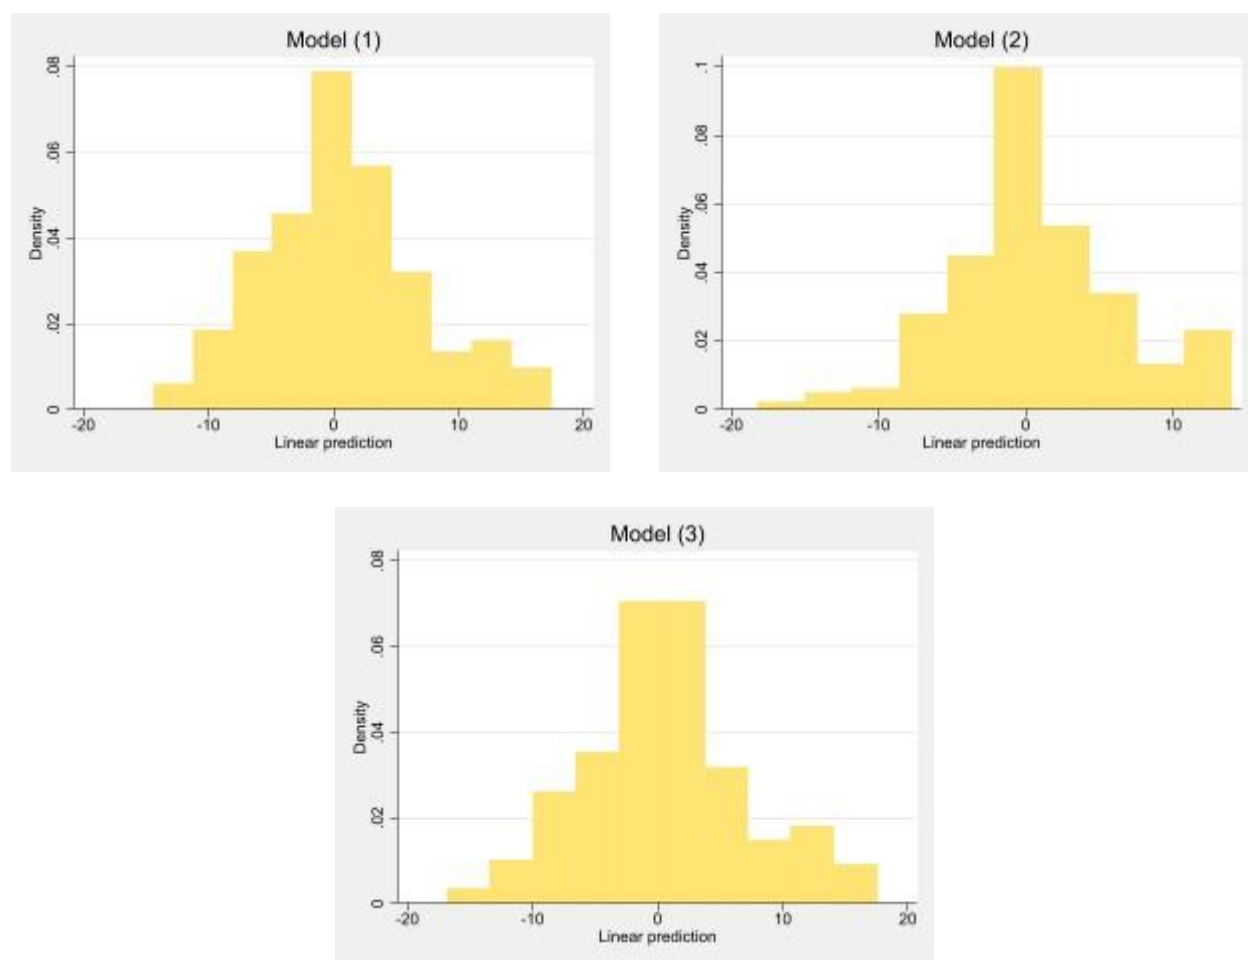 Model (1)
.08
.06
.04
.02
0
Density
-20 -10 0 10 20
Linear prediction
Model (2)
.1
.08
.06
.04
.02
0
Density
-20 -10 0 10
Linear prediction
Model (3)
.08
.06
.04
.02
0
Density
-20 -10 0 10 20
Linear prediction